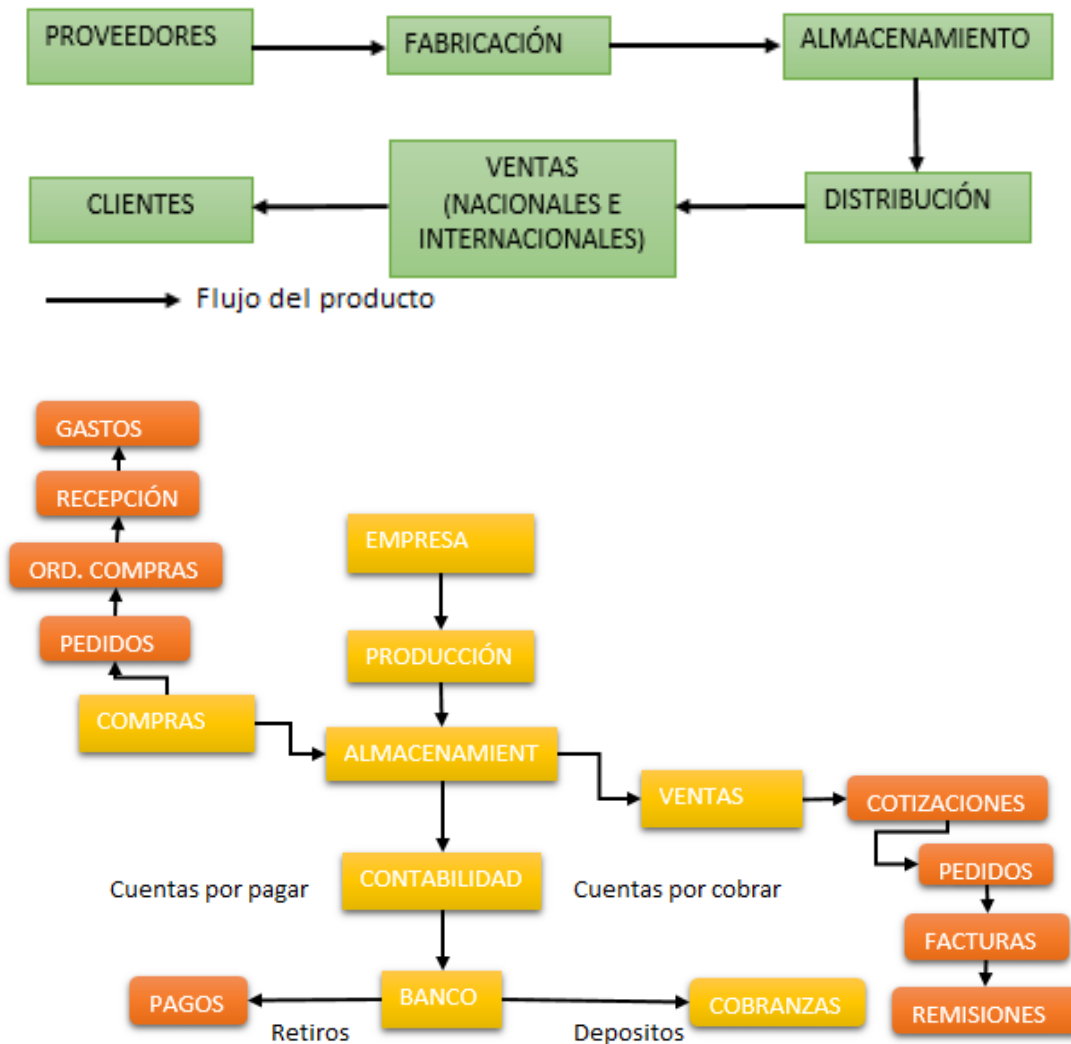 PROVEEDORES
FABRICACIÓN
ALMACENAMIENTO
CLIENTES
VENTAS
(NACIONALES E
INTERNACIONALES)
DISTRIBUCIÓN
Flujo del producto
GASTOS
RECEPCIÓN
ORD. COMPRAS
PEDIDOS
COMPRAS
EMPRESA
PRODUCCIÓN
ALMACENAMIENT
VENTAS
COTIZACIONES
PEDIDOS
FACTURAS
REMISIONES
Cuentas por pagar
CONTABILIDAD
Cuentas por cobrar
PAGOS
Retiros
BANCO
Depositos
COBRANZAS